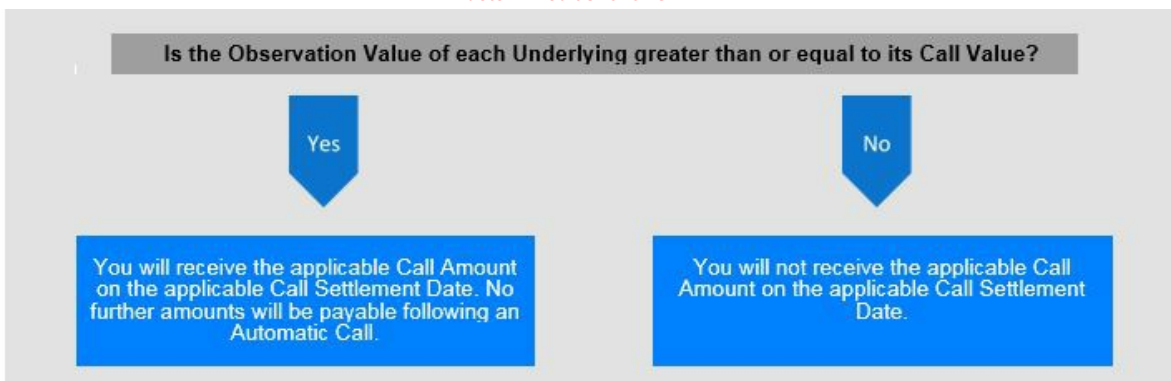 Is the Observation Value of each Underlying greater than or equal to its Call Value?
Yes
No
You will receive the applicable Call Amount
on the applicable Call Settlement Date. No
further amounts will be payable following an
Automatic Call.
You will not receive the applicable Call
Amount on the applicable Call Settlement
Date.